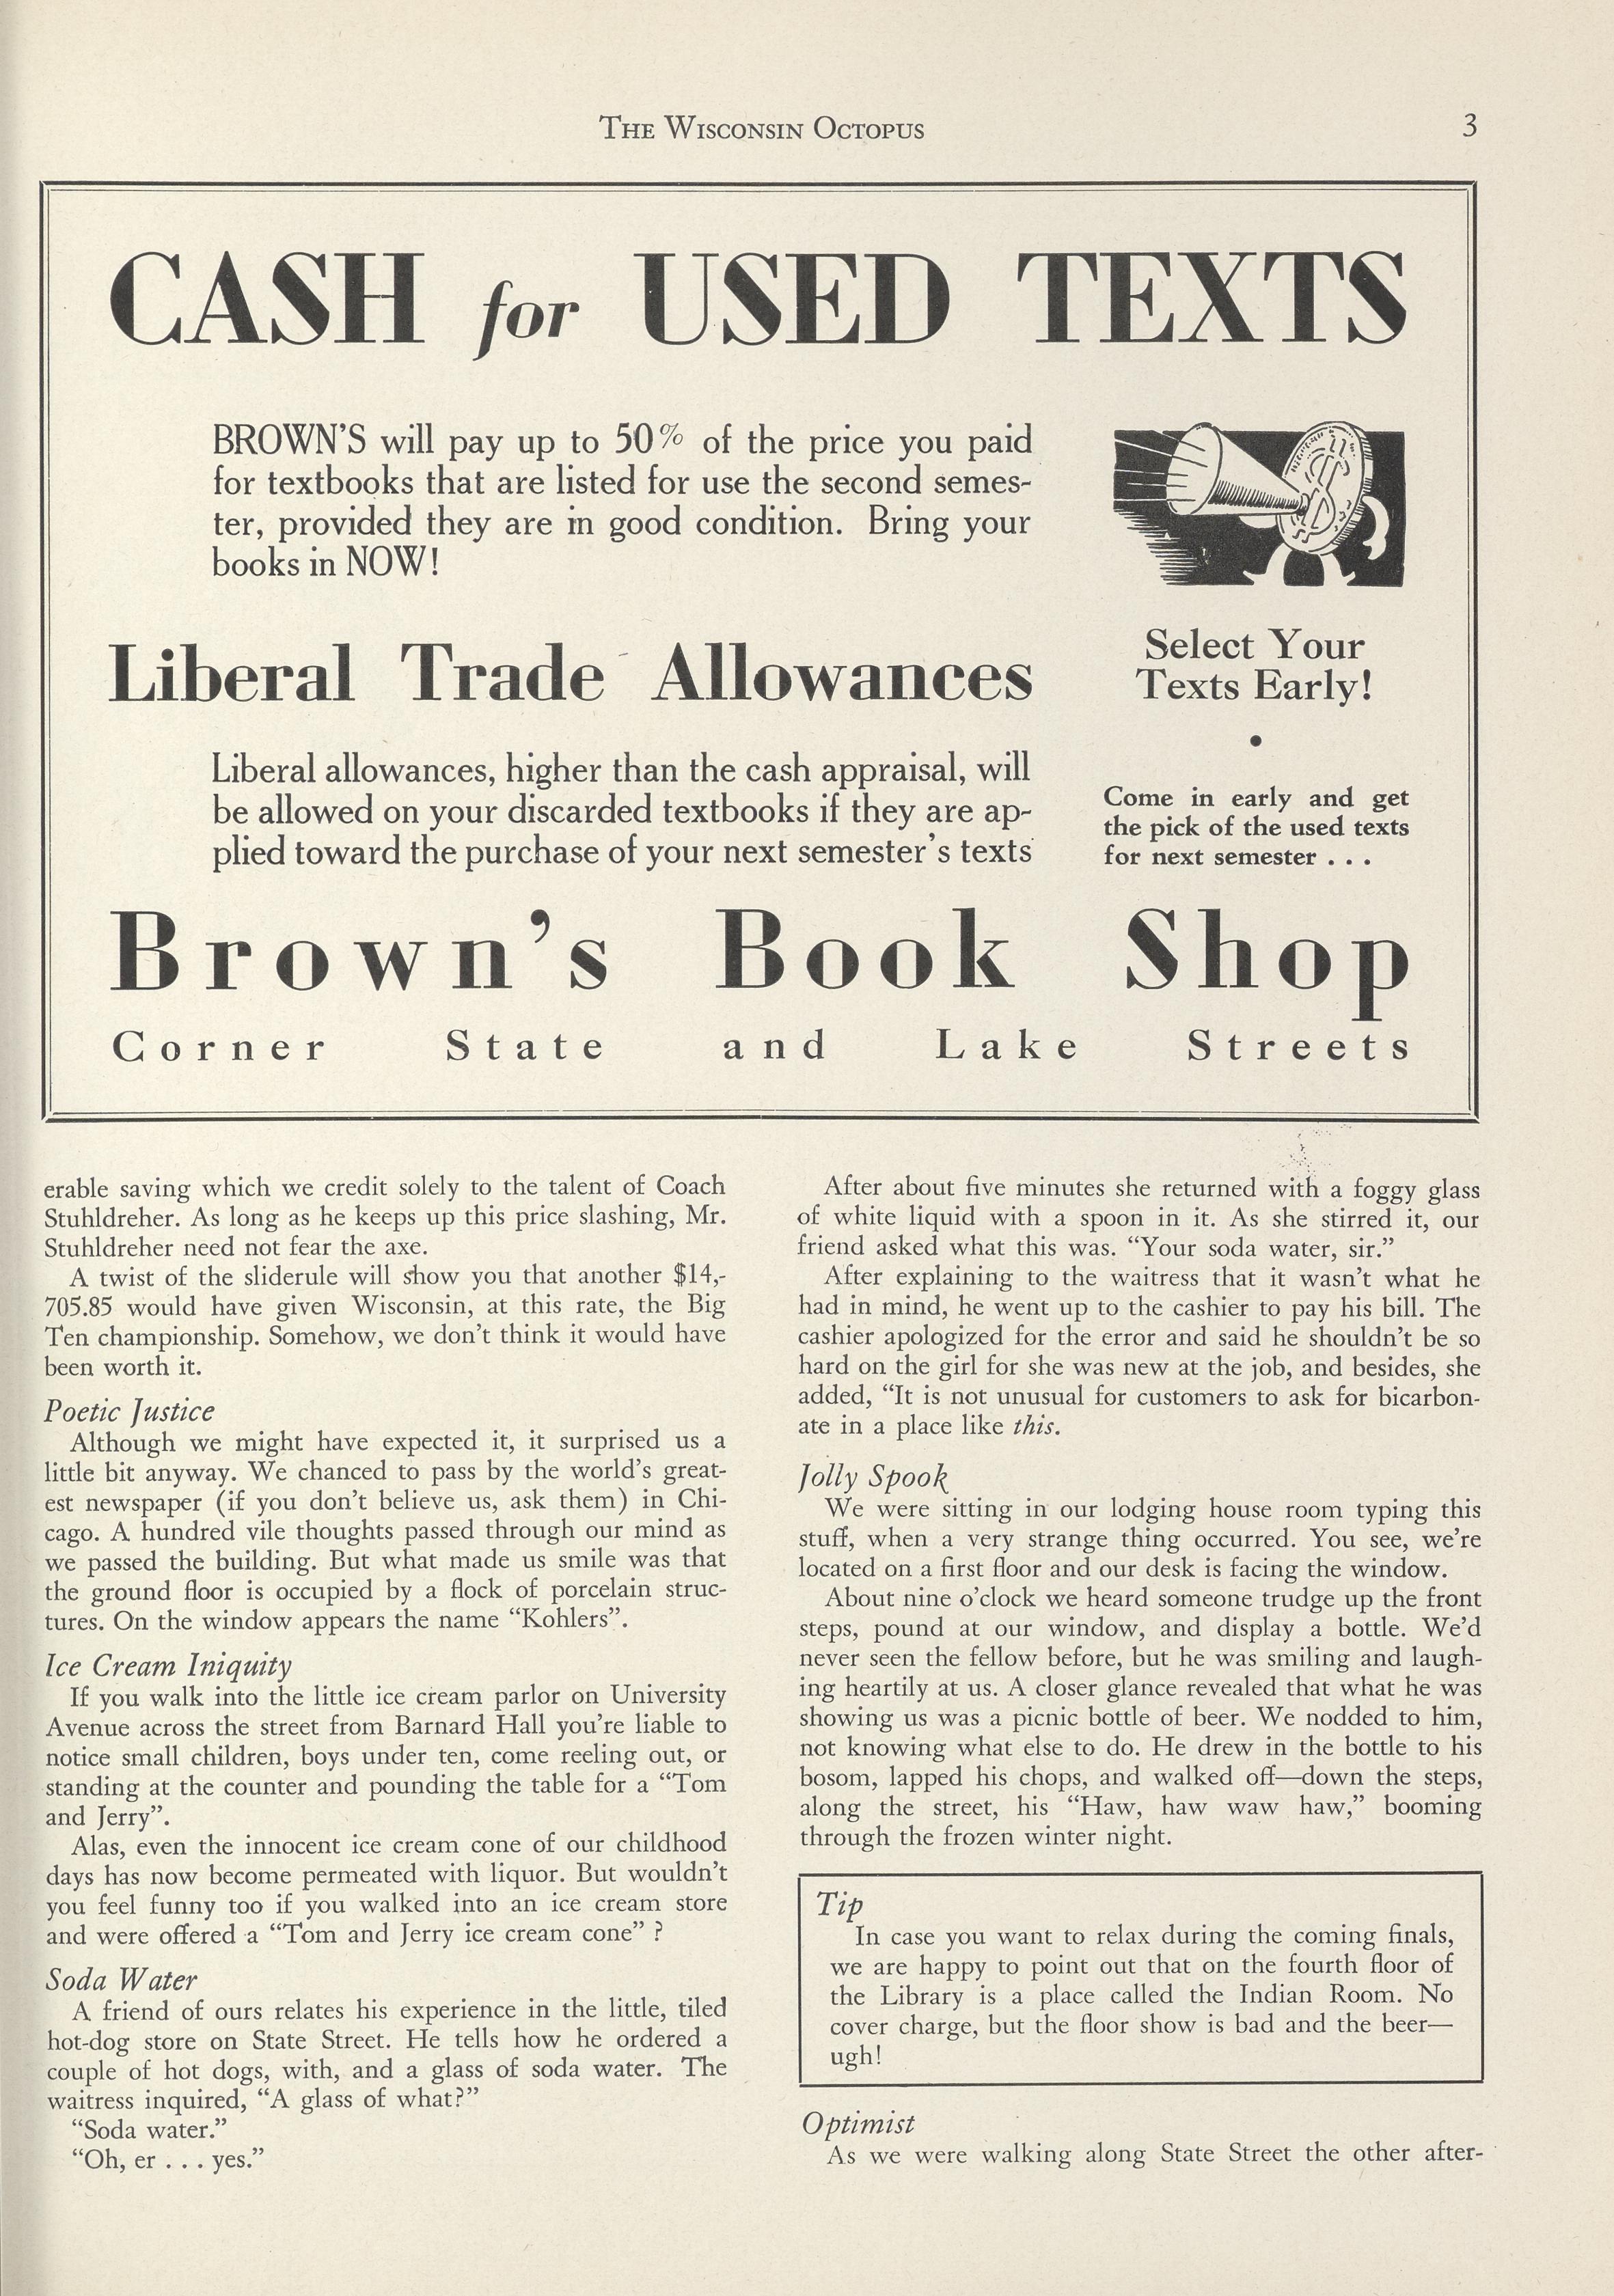 The Wisconsin Octopus
3
CASH for USED TEXTS
BROWN'S will pay up to 50% of the price you paid
for textbooks that are listed for use the second semes-
ter, provided they are in good condition. Bring your
books in NOW!
Liberal Trade Allowances
Liberal allowances, higher than the cash appraisal, will
be allowed on your discarded textbooks if they are ap-
plied toward the purchase of your next semester's texts
Select Your
Texts Early!
•
Come in early and get
the pick of the used texts
for next semester . . .
Brown's Book Shop
Corner State and Lake Streets
erable saving which we credit solely to the talent of Coach
Stuhldreher. As long as he keeps up this price slashing, Mr.
Stuhldreher need not fear the axe.
A twist of the sliderule will show you that another $14,-
705.85 would have given Wisconsin, at this rate, the Big
Ten championship. Somehow, we don't think it would have
been worth it.
Poetic Justice
Although we might have expected it, it surprised us a
little bit anyway. We chanced to pass by the world's great-
est newspaper (if you don't believe us, ask them) in Chi-
cago. A hundred vile thoughts passed through our mind as
we passed the building. But what made us smile was that
the ground floor is occupied by a flock of porcelain struc-
tures. On the window appears the name "Kohlers".
Ice Cream Iniquity
If you walk into the little ice cream parlor on University
Avenue across the street from Barnard Hall you're liable to
notice small children, boys under ten, come reeling out, or
standing at the counter and pounding the table for a "Tom
and Jerry".
Alas, even the innocent ice cream cone of our childhood
days has now become permeated with liquor. But wouldn't
you feel funny too if you walked into an ice cream store
and were offered a "Tom and Jerry ice cream cone" ?
Soda Water
A friend of ours relates his experience in the little, tiled
hot-dog store on State Street. He tells how he ordered a
couple of hot dogs, with, and a glass of soda water. The
waitress inquired, "A glass of what?"
"Soda water."
"Oh, er . . . yes."
After about five minutes she returned with a foggy glass
of white liquid with a spoon in it. As she stirred it, our
friend asked what this was. "Your soda water, sir."
After explaining to the waitress that it wasn't what he
had in mind, he went up to the cashier to pay his bill. The
cashier apologized for the error and said he shouldn't be so
hard on the girl for she was new at the job, and besides, she
added, "It is not unusual for customers to ask for bicarbon-
ate in a place like this.
Jolly Spook
We were sitting in our lodging house room typing this
stuff, when a very strange thing occurred. You see, we're
located on a first floor and our desk is facing the window.
About nine o'clock we heard someone trudge up the front
steps, pound at our window, and display a bottle. We'd
never seen the fellow before, but he was smiling and laugh-
ing heartily at us. A closer glance revealed that what he was
showing us was a picnic bottle of beer. We nodded to him,
not knowing what else to do. He drew in the bottle to his
bosom, lapped his chops, and walked off—down the steps,
along the street, his "Haw, haw waw haw," booming
through the frozen winter night.
Tip
In case you want to relax during the coming finals,
we are happy to point out that on the fourth floor of
the Library is a place called the Indian Room. No
cover charge, but the floor show is bad and the beer—
ugh!
Optimist
As we were walking along State Street the other after-